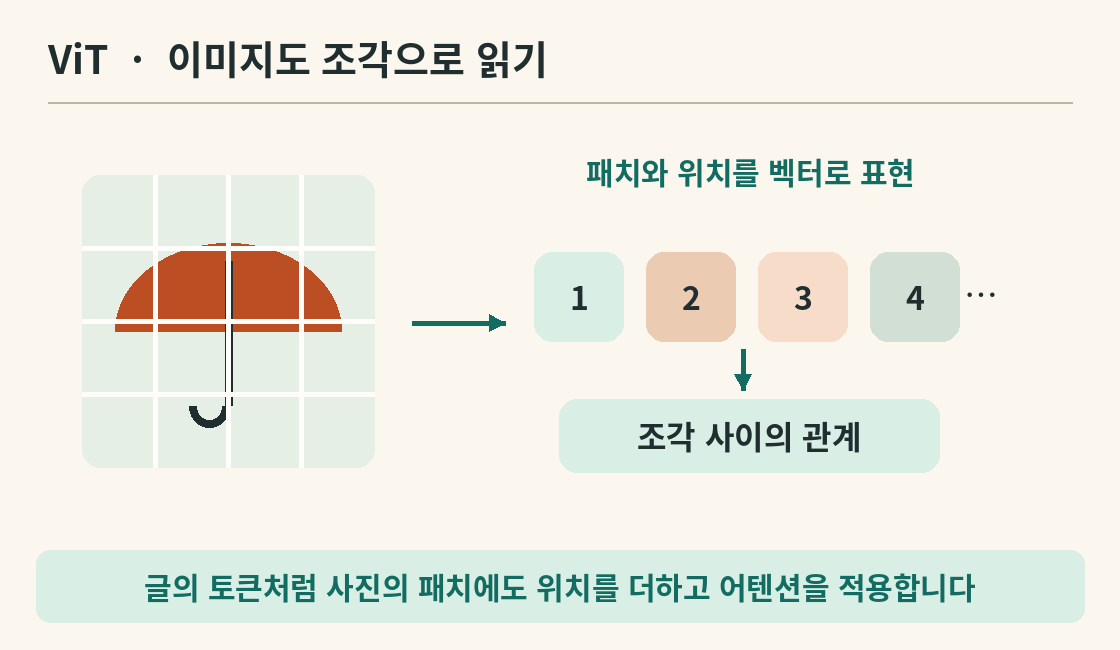 ViT · 이미지도 조각으로 읽기
패치와 위치를 벡터로 표현
1 2 3 4 ···
조각 사이의 관계
글의 토큰처럼 사진의 패치에도 위치를 더하고 어텐션을 적용합니다